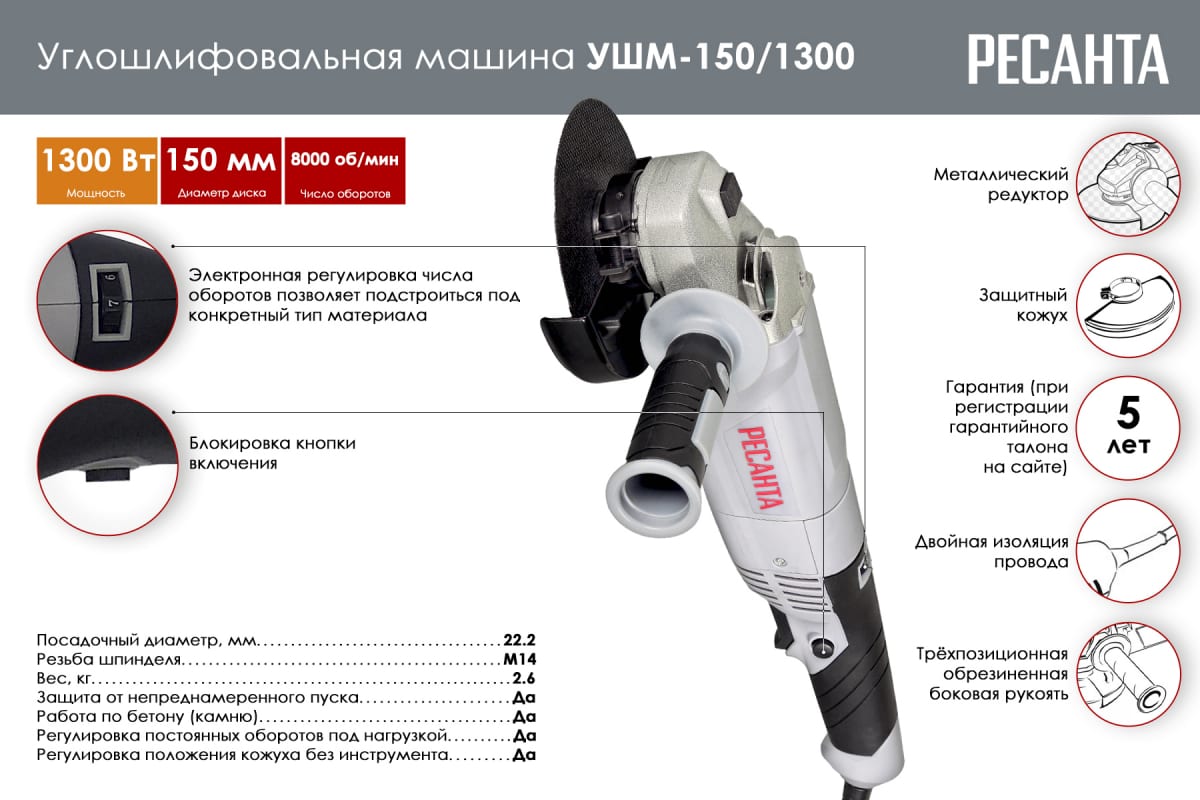 Углошлифовальная машина УШМ-150/1300
РЕСАНТА
1300 Вт
Мощность
150 мм
Диаметр диска
8000 об/мин
Число оборотов
6
7
Электронная регулировка числа
оборотов позволяет подстроиться под
конкретный тип материала
Блокировка кнопки
включения
РЕСАНТА
Металлический
редуктор
Защитный
кожух
Гарантия (при
регистрации
гарантийного
талона
на сайте)
5
лет
Двойная изоляция
провода
Трёхпозиционная
обрезиненная
боковая рукоять
Посадочный диаметр, мм.................................22.2
Резьба шпинделя.............................................М14
Вес, кг............................................................2.6
Защита от непреднамеренного пуска....................Да
Работа по бетону (камню)...................................Да
Регулировка постоянных оборотов под нагрузкой.........Да
Регулировка положения кожуха без инструмента.........Да